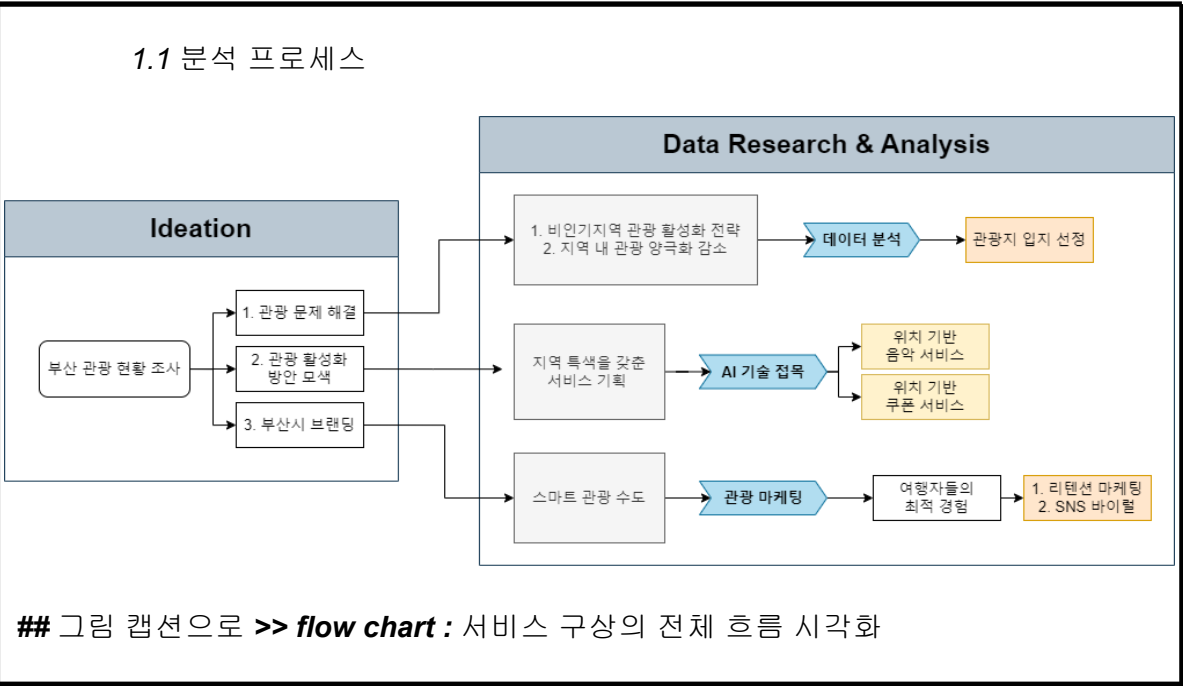 1.1 분석 프로세스
Ideation
부산 관광 현황 조사
1. 관광 문제 해결
2. 관광 활성화
방안 모색
3. 부산시 브랜딩
Data Research & Analysis
1. 비인기지역 관광 활성화 전략
2. 지역 내 관광 양극화 감소
데이터 분석
관광지 입지 선정
지역 특색을 갖춘
서비스 기획
AI 기술 접목
위치 기반
음악 서비스
위치 기반
쿠폰 서비스
스마트 관광 수도
관광 마케팅
여행자들의
최적 경험
1. 리텐션 마케팅
2. SNS 바이럴
## 그림 캡션으로 >> flow chart : 서비스 구상의 전체 흐름 시각화